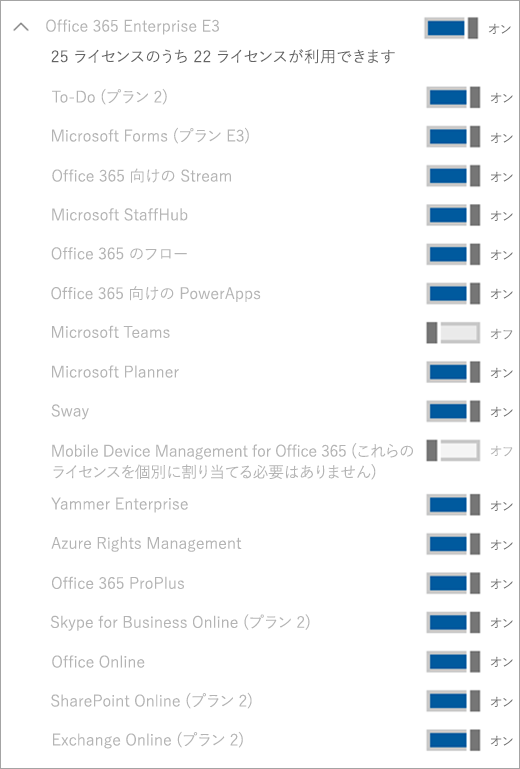 Office 365 Enterprise E3 オン
25 ライセンスのうち 22 ライセンスが利用できます
To-Do (プラン 2) オン
Microsoft Forms (プラン E3) オン
Office 365 向けの Stream オン
Microsoft StaffHub オン
Office 365 のフロー オン
Office 365 向けの PowerApps オン
Microsoft Teams オフ
Microsoft Planner オン
Sway オン
Mobile Device Management for Office 365 (これらの オフ
ライセンスを個別に割り当てる必要はありません)
Yammer Enterprise オン
Azure Rights Management オン
Office 365 ProPlus オン
Skype for Business Online (プラン 2) オン
Office Online オン
SharePoint Online (プラン 2) オン
Exchange Online (プラン 2) オン